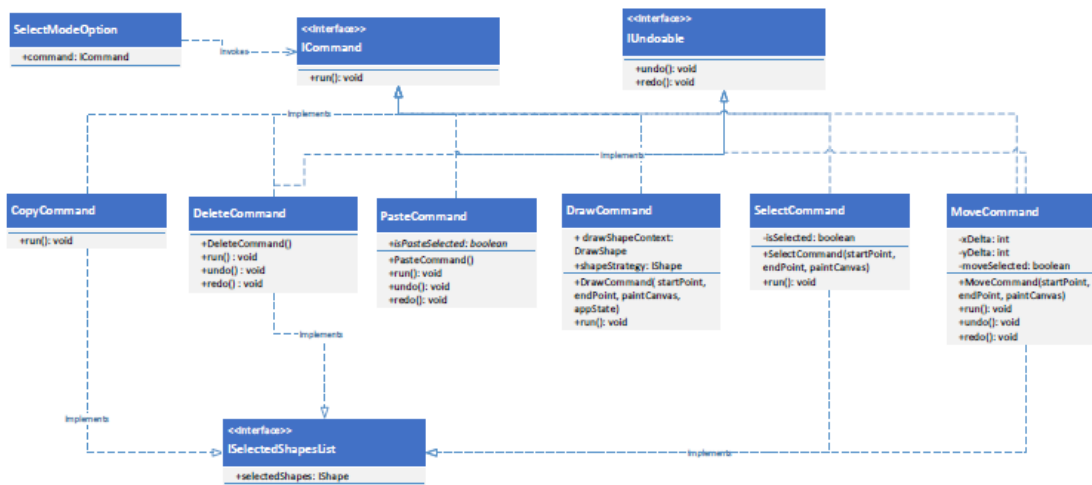 SelectModeOption
+command: ICommand
Invokes
<<Interface>>
ICommand
+run(): void
<<Interface>>
IUndoable
+undo(): void
+redo(): void
Implements
Implements
CopyCommand
+run(): void
DeleteCommand
+DeleteCommand()
+run() : void
+undo() : void
+redo() : void
PasteCommand
+isPasteSelected: boolean
+PasteCommand()
+run(): void
+undo(): void
+redo(): void
DrawCommand
+ drawShapeContext:
DrawShape
+shapeStrategy: IShape
+DrawCommand( startPoint,
endPoint, paintCanvas,
appState)
+run(): void
SelectCommand
-isSelected: boolean
+SelectCommand(startPoint,
endPoint, paintCanvas)
+run(): void
MoveCommand
-xDelta: int
-yDelta: int
-moveSelected: boolean
+MoveCommand(startPoint,
endPoint, paintCanvas)
+run(): void
+undo(): void
+redo(): void
Implements
Implements
<<Interface>>
ISelectedShapesList
+selectedShapes: IShape
Implements